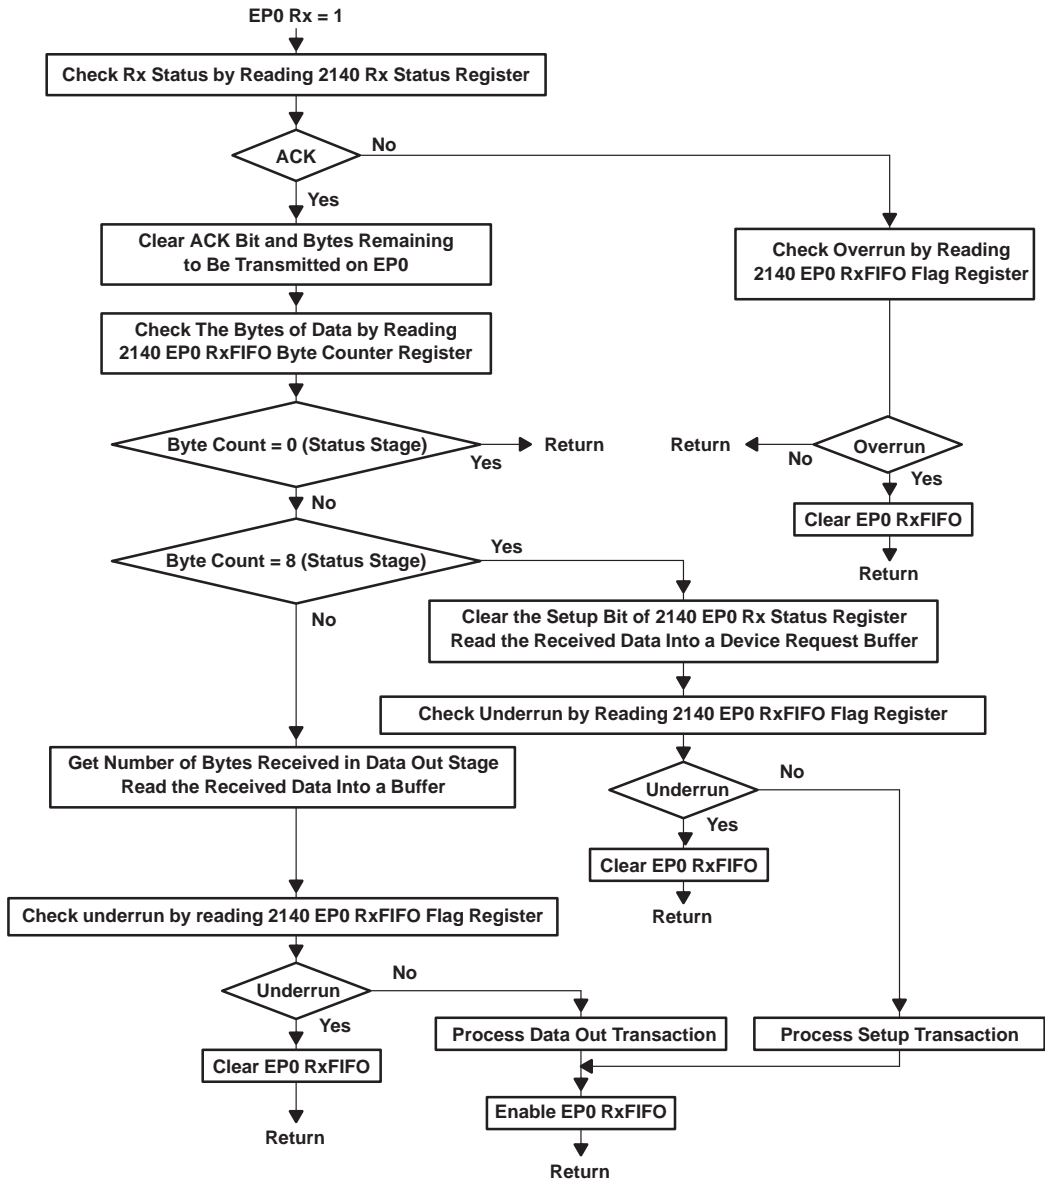 EP0 Rx = 1
Check Rx Status by Reading 2140 Rx Status Register
ACK
No
Yes
Clear ACK Bit and Bytes Remaining
to Be Transmitted on EP0
Check Overrun by Reading
2140 EP0 RxFIFO Flag Register
Check The Bytes of Data by Reading
2140 EP0 RxFIFO Byte Counter Register
Byte Count = 0 (Status Stage)
Yes
Return
Return
No
Overrun
Yes
No
Clear EP0 RxFIFO
Return
Byte Count = 8 (Status Stage)
Yes
No
Clear the Setup Bit of 2140 EP0 Rx Status Register
Read the Received Data Into a Device Request Buffer
Check Underrun by Reading 2140 EP0 RxFIFO Flag Register
Get Number of Bytes Received in Data Out Stage
Read the Received Data Into a Buffer
Underrun
No
Yes
Clear EP0 RxFIFO
Return
Check underrun by reading 2140 EP0 RxFIFO Flag Register
Underrun
No
Yes
Process Data Out Transaction
Process Setup Transaction
Clear EP0 RxFIFO
Return
Enable EP0 RxFIFO
Return